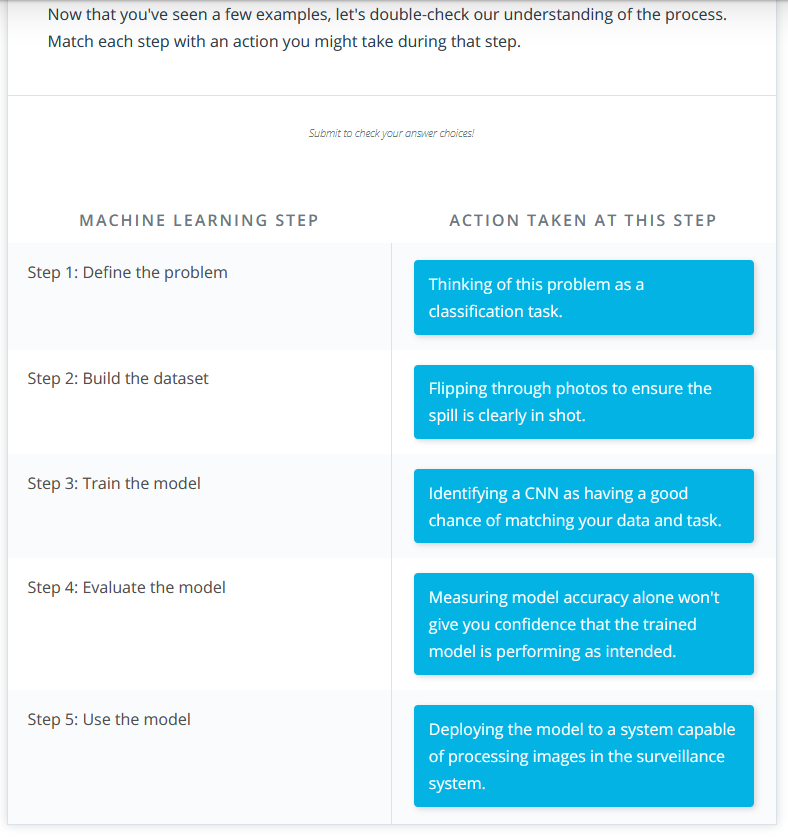 Now that you've seen a few examples, let's double-check our understanding of the process.
Match each step with an action you might take during that step.
Submit to check your answer choices!
MACHINE LEARNING STEP
ACTION TAKEN AT THIS STEP
Step 1: Define the problem
Thinking of this problem as a
classification task.
Step 2: Build the dataset
Flipping through photos to ensure the
spill is clearly in shot.
Step 3: Train the model
Identifying a CNN as having a good
chance of matching your data and task.
Step 4: Evaluate the model
Measuring model accuracy alone won't
give you confidence that the trained
model is performing as intended.
Step 5: Use the model
Deploying the model to a system capable
of processing images in the surveillance
system.